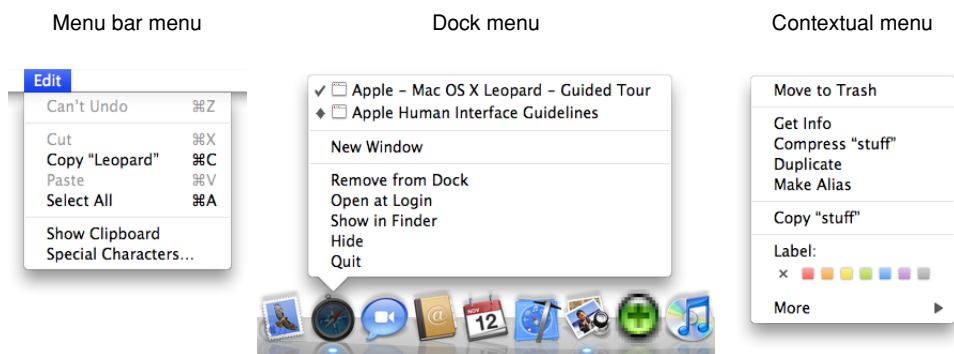 Menu bar menu
Dock menu
Contextual menu
Edit
Can't Undo ⌘Z
Cut ⌘X
Copy “Leopard” ⌘C
Paste ⌘V
Select All ⌘A
Show Clipboard
Special Characters...
✓ Apple – Mac OS X Leopard – Guided Tour
◆ Apple Human Interface Guidelines
New Window
Remove from Dock
Open at Login
Show in Finder
Hide
Quit
@
NOV
12
Move to Trash
Get Info
Compress “stuff”
Duplicate
Make Alias
Copy “stuff”
Label:
×
More ▶